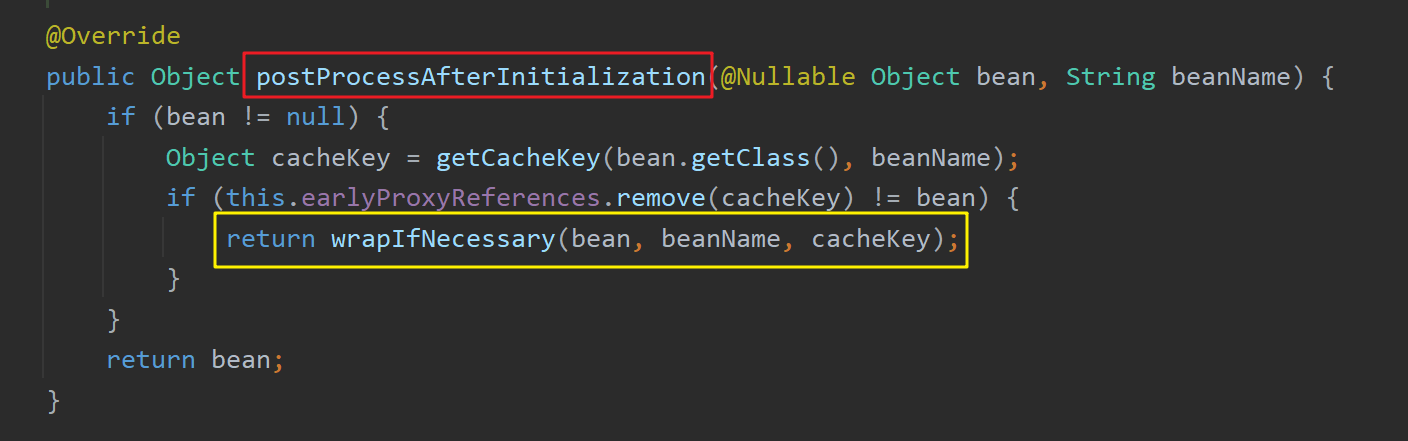 @Override
public Object postProcessAfterInitialization(@Nullable Object bean, String beanName) {
if (bean != null) {
Object cacheKey = getCacheKey(bean.getClass(), beanName);
if (this.earlyProxyReferences.remove(cacheKey) != bean) {
return wrapIfNecessary(bean, beanName, cacheKey);
}
}
return bean;
}